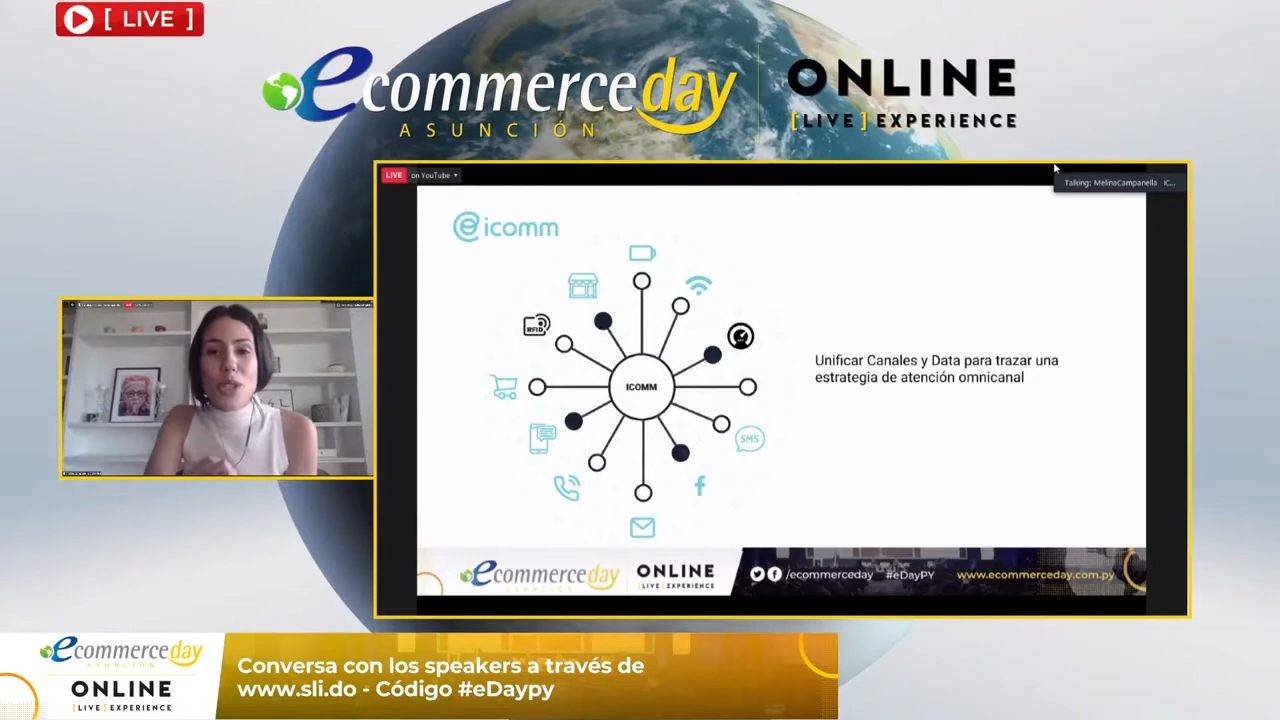 [ LIVE ]
ecommerceday
ASUNCIÓN
ONLINE
[LIVE] EXPERIENCE
LIVE on YouTube
Talking: MelinaCampanella IC...
icomm
RFID
ICOMM
SMS
Unificar Canales y Data para trazar una
estrategia de atención omnicanal
ecommerceday
ASUNCIÓN
ONLINE
[LIVE] EXPERIENCE
/ecommerceday #eDayPY www.ecommerceday.com.py
ecommerceday
ASUNCIÓN
ONLINE
[LIVE] EXPERIENCE
Conversa con los speakers a través de
www.sli.do - Código #eDaypy